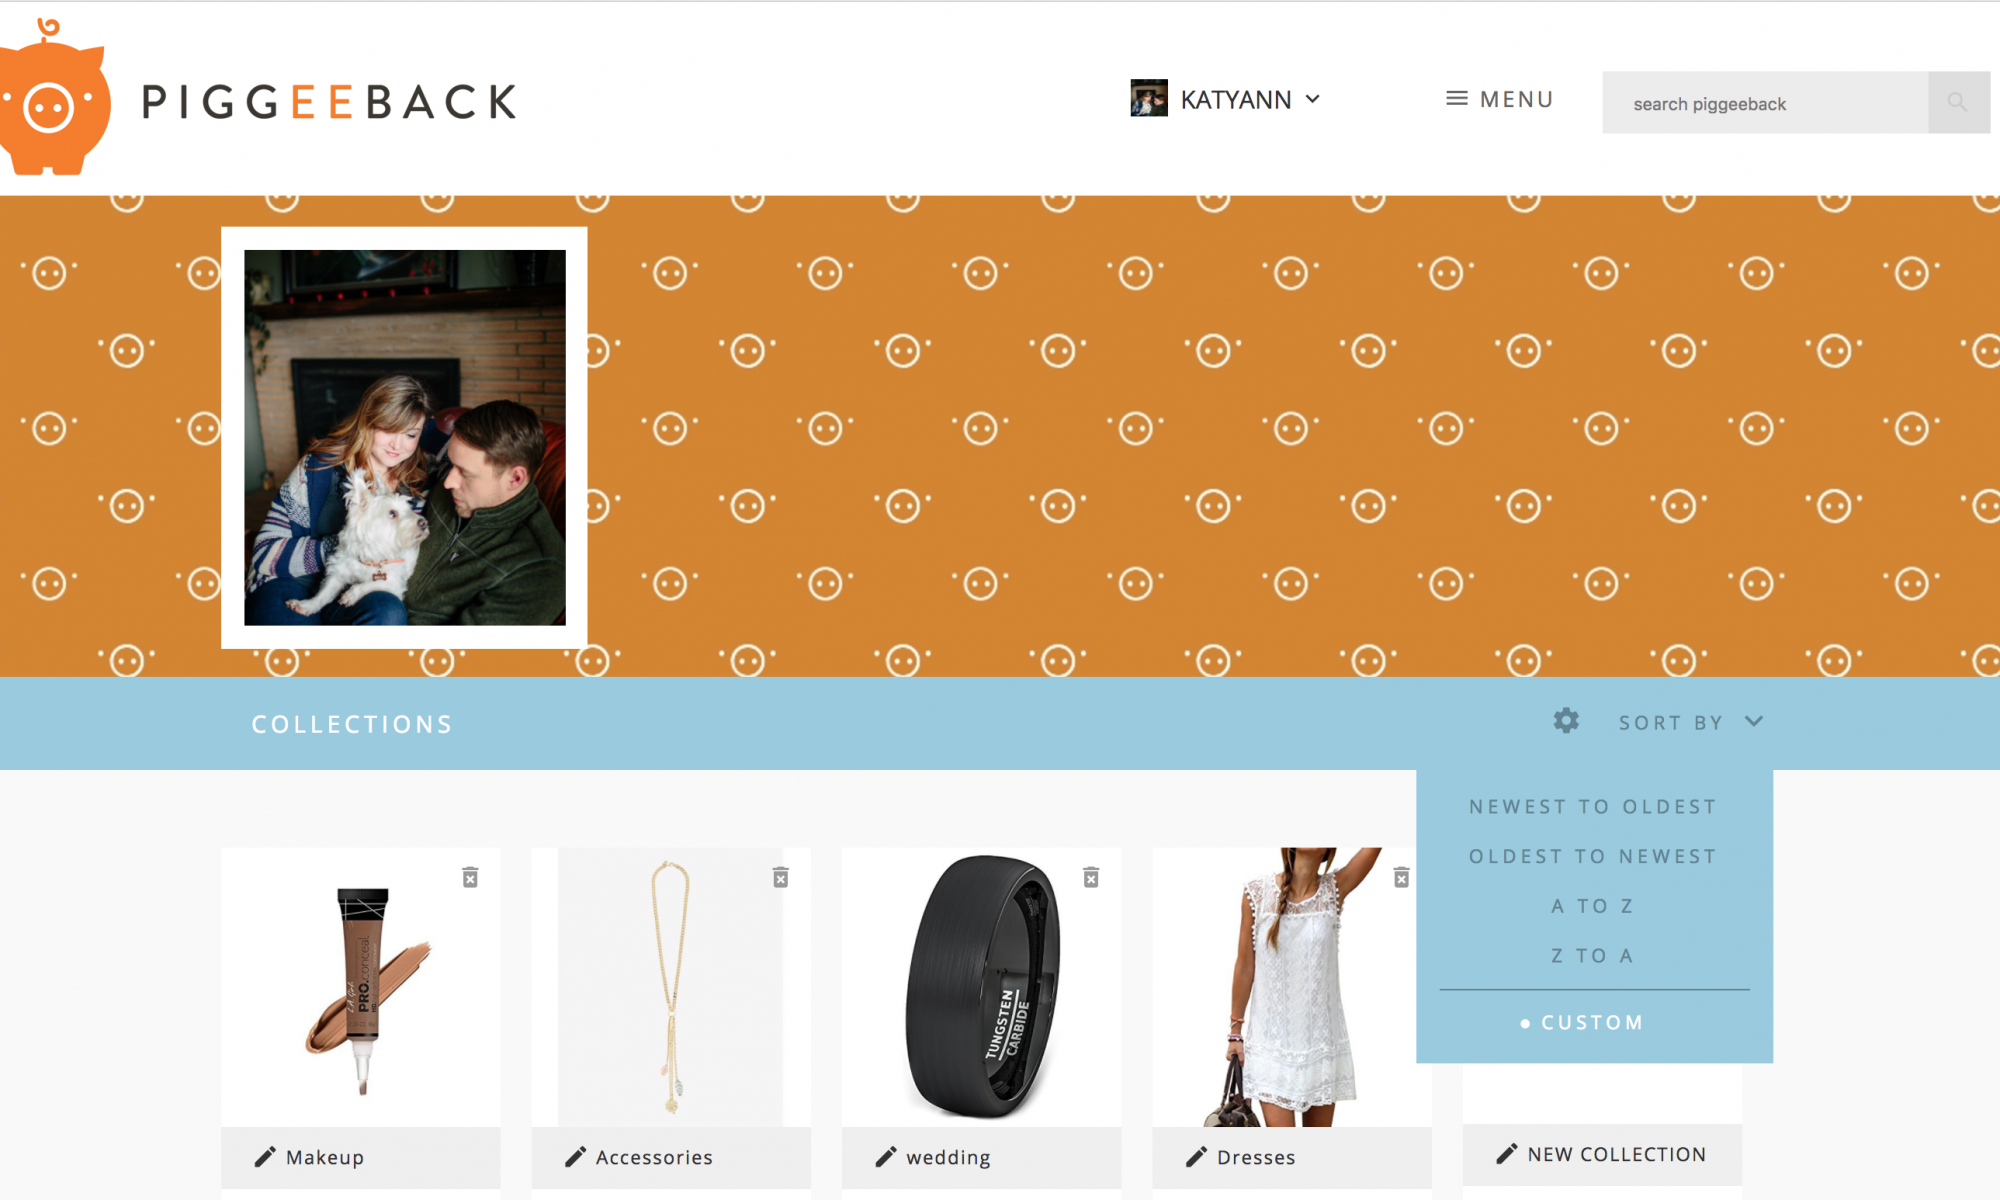 PIGGEEBACK
KATYANN
MENU
search piggeeback
COLLECTIONS
SORT BY
NEWEST TO OLDEST
OLDEST TO NEWEST
A TO Z
Z TO A
CUSTOM
PRO.conceal
TUNGSTEN
CARBIDE
Makeup
Accessories
wedding
Dresses
NEW COLLECTION